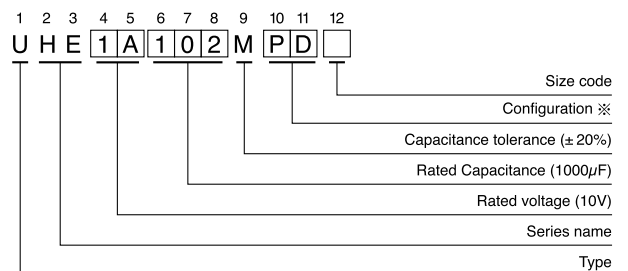 1 2 3 4 5 6 7 8 9 10 11 12
U H E 1 A 1 0 2 M P D
Size code
Configuration ※
Capacitance tolerance (± 20%)
Rated Capacitance (1000µF)
Rated voltage (10V)
Series name
Type